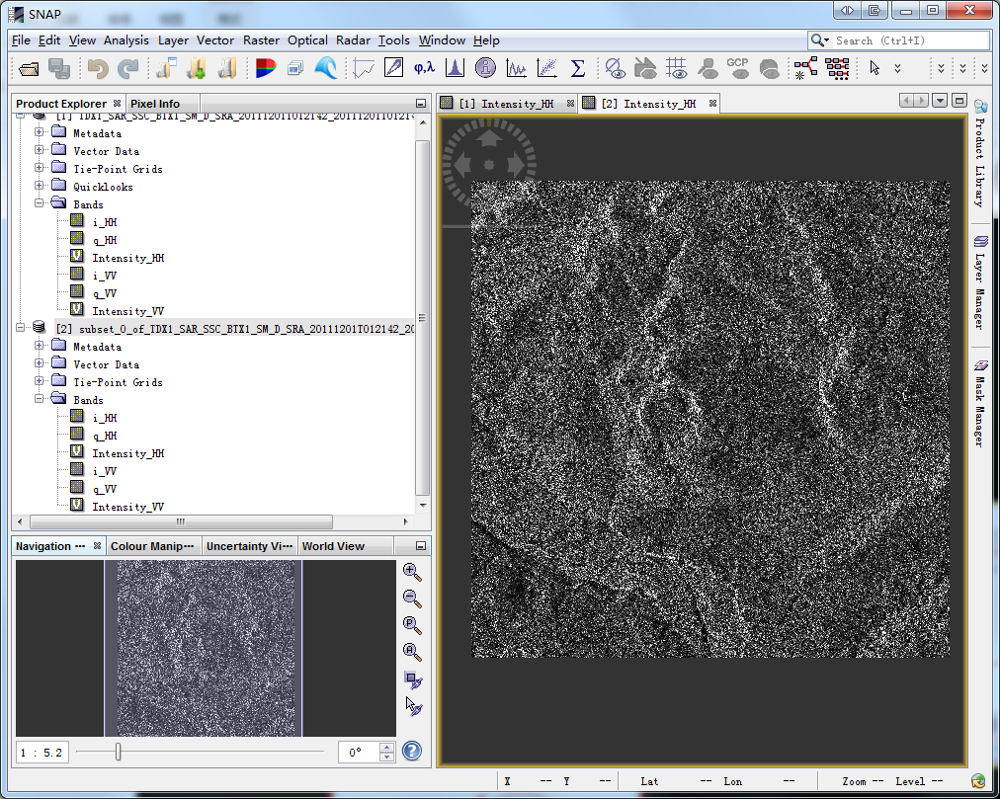 SNAP
File Edit View Analysis Layer Vector Raster Optical Radar Tools Window Help
Search (Ctrl+I)
φ,λ
i
Σ
GCP
Product Explorer
Pixel Info
[1] Intensity_HH
[2] Intensity_HH
[1] TDX1_SAR_SSC_BTX1_SM_D_SRA_20111201T012142_20111201T012142
Metadata
Vector Data
Tie-Point Grids
Quicklooks
Bands
i_HH
q_HH
Intensity_HH
i_VV
q_VV
Intensity_VV
[2] subset_0_of_TDX1_SAR_SSC_BTX1_SM_D_SRA_20111201T012142_20
Metadata
Vector Data
Tie-Point Grids
Bands
i_HH
q_HH
Intensity_HH
i_VV
q_VV
Intensity_VV
Product Library
Layer Manager
Mask Manager
Navigation ...
Colour Manip...
Uncertainty Vi...
World View
P
A
1 : 5.2
0°
?
X -- Y -- Lat -- Lon -- Zoom -- Level --